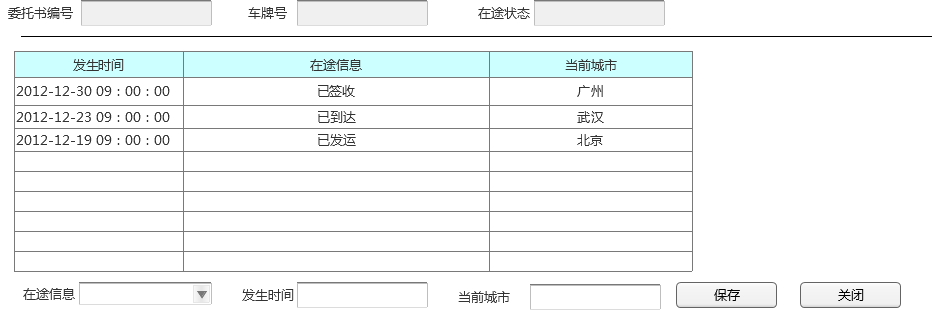 委托书编号 车牌号 在途状态
发生时间 在途信息 当前城市
2012-12-30 09：00：00 已签收 广州
2012-12-23 09：00：00 已到达 武汉
2012-12-19 09：00：00 已发运 北京
在途信息 发生时间 当前城市 保存 关闭